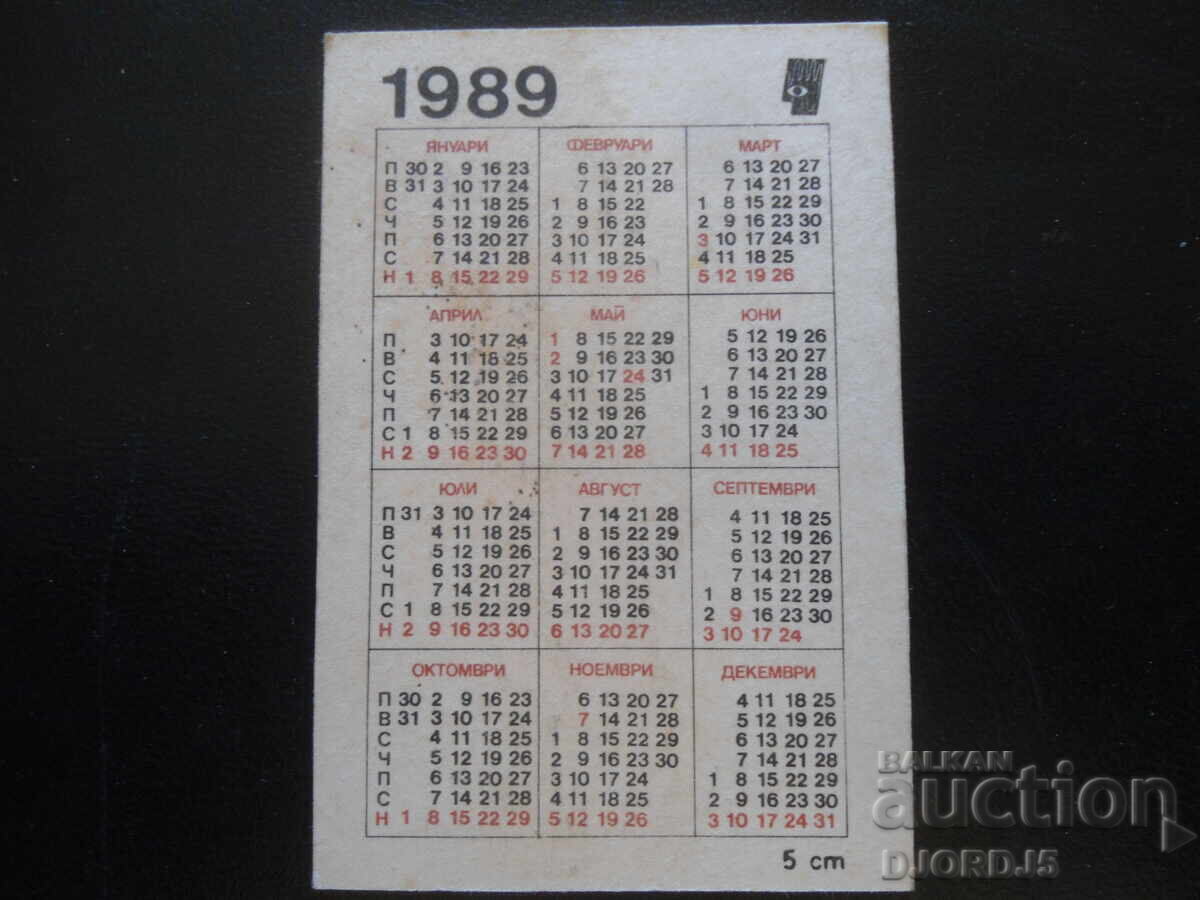 1989
ЯНУАРИ ФЕВРУАРИ МАРТ
П 30 2 9 16 23 6 13 20 27 6 13 20 27
В 31 3 10 17 24 7 14 21 28 7 14 21 28
С 4 11 18 25 1 8 15 22 1 8 15 22 29
Ч 5 12 19 26 2 9 16 23 2 9 16 23 30
П 6 13 20 27 3 10 17 24 3 10 17 24 31
С 7 14 21 28 4 11 18 25 4 11 18 25
Н 1 8 15 22 29 5 12 19 26 5 12 19 26
АПРИЛ МАЙ ЮНИ
П 3 10 17 24 1 8 15 22 29 5 12 19 26
В 4 11 18 25 2 9 16 23 30 6 13 20 27
С 5 12 19 26 3 10 17 24 31 7 14 21 28
Ч 6 13 20 27 4 11 18 25 1 8 15 22 29
П 7 14 21 28 5 12 19 26 2 9 16 23 30
С 1 8 15 22 29 6 13 20 27 3 10 17 24
Н 2 9 16 23 30 7 14 21 28 4 11 18 25
ЮЛИ АВГУСТ СЕПТЕМВРИ
П 31 3 10 17 24 7 14 21 28 4 11 18 25
В 4 11 18 25 1 8 15 22 29 5 12 19 26
С 5 12 19 26 2 9 16 23 30 6 13 20 27
Ч 6 13 20 27 3 10 17 24 31 7 14 21 28
П 7 14 21 28 4 11 18 25 1 8 15 22 29
С 1 8 15 22 29 5 12 19 26 2 9 16 23 30
Н 2 9 16 23 30 6 13 20 27 3 10 17 24
ОКТОМВРИ НОЕМВРИ ДЕКЕМВРИ
П 30 2 9 16 23 6 13 20 27 4 11 18 25
В 31 3 10 17 24 7 14 21 28 5 12 19 26
С 4 11 18 25 1 8 15 22 29 6 13 20 27
Ч 5 12 19 26 2 9 16 23 30 7 14 21 28
П 6 13 20 27 3 10 17 24 1 8 15 22 29
С 7 14 21 28 4 11 18 25 2 9 16 23 30
Н 1 8 15 22 29 5 12 19 26 3 10 17 24 31
5 ст
BALKAN
auction
DJORDJ5